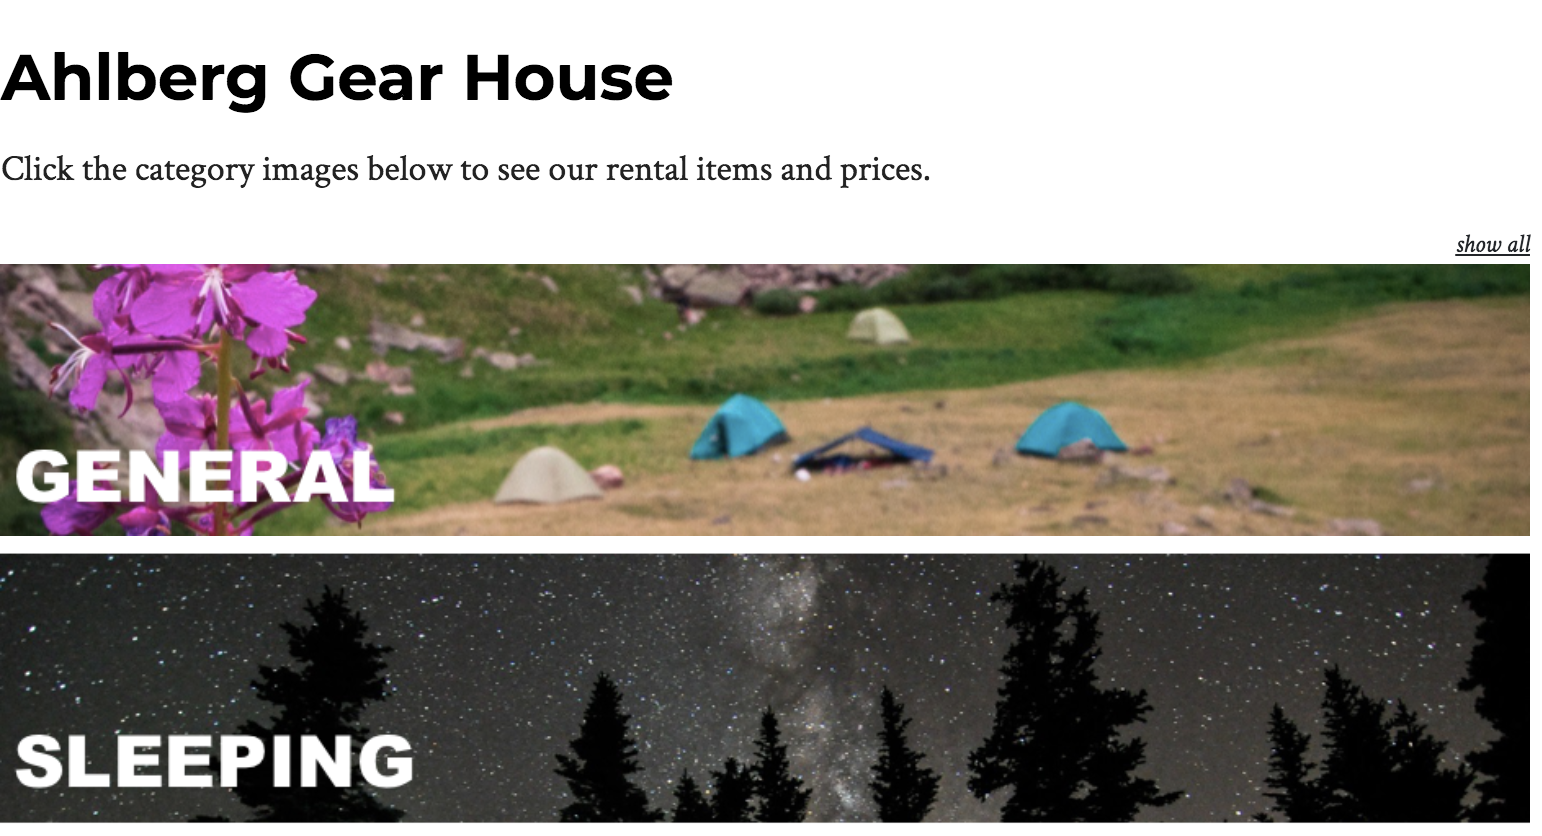 Ahlberg Gear House
Click the category images below to see our rental items and prices.
show all
GENERAL
SLEEPING